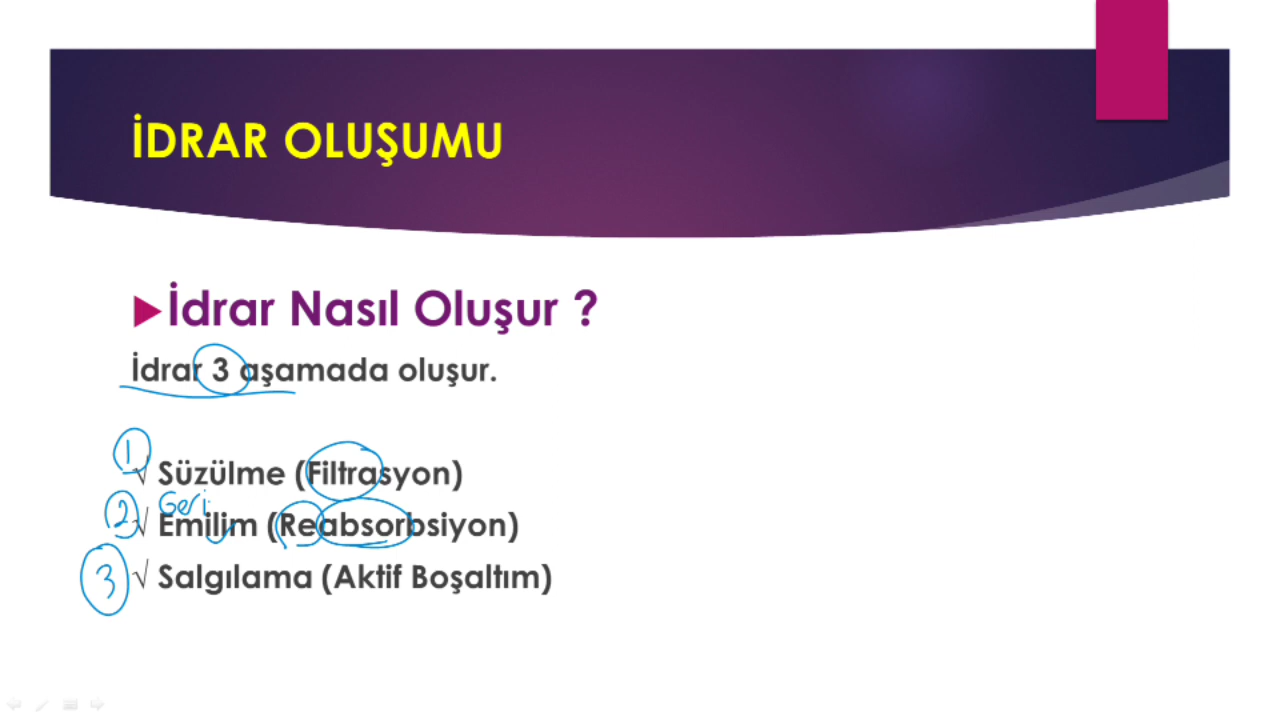 İDRAR OLUŞUMU
İdrar Nasıl Oluşur ?
İdrar 3 aşamada oluşur.
1
√ Süzülme (Filtrasyon)
Geri
2 √ Emilim (Reabsorbsiyon)
3 √ Salgılama (Aktif Boşaltım)